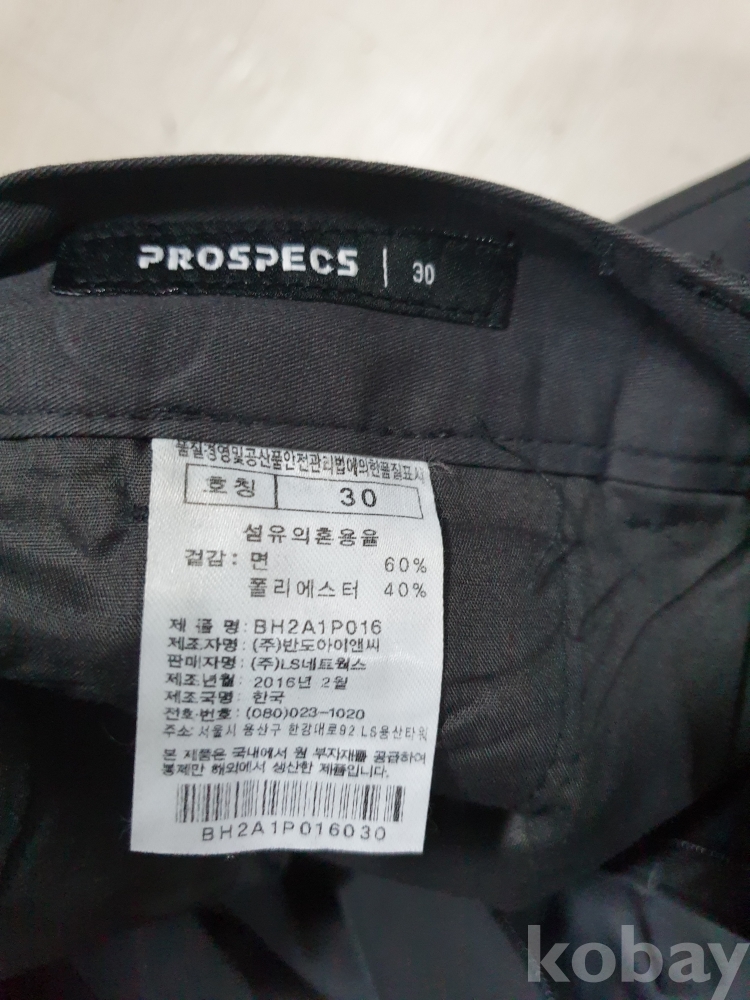 PROSPECS | 30
품질경영및공산품안전관리법에의한품질표시
호칭 30
섬유의혼용율
겉감: 면 60%
폴리에스터 40%
제 품 명: BH2A1P016
제조자명: (주)반도아이앤씨
판매자명: (주)LS네트웍스
제조년월: 2016년 2월
제조국명: 한국
전화·번호: (080)023-1020
주소: 서울시 용산구 한강대로92 LS용산타워
본 제품은 국내에서 원 부자재를 공급하여
봉제만 해외에서 생산한 제품입니다.
BH2A1P016030
kobay